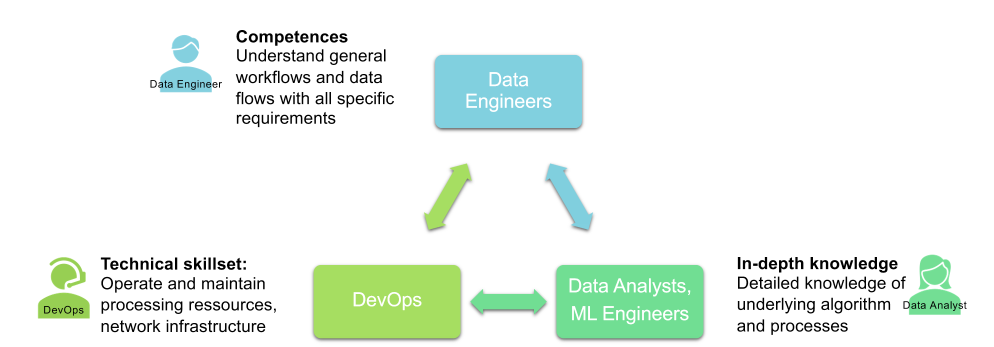 Competences
Understand general
workflows and data
flows with all specific
requirements
Data Engineer
Data
Engineers
Technical skillset:
Operate and maintain
processing ressources,
network infrastructure
DevOps
DevOps
Data Analysts,
ML Engineers
In-depth knowledge
Detailed knowledge of
underlying algorithm
and processes
Data Analyst